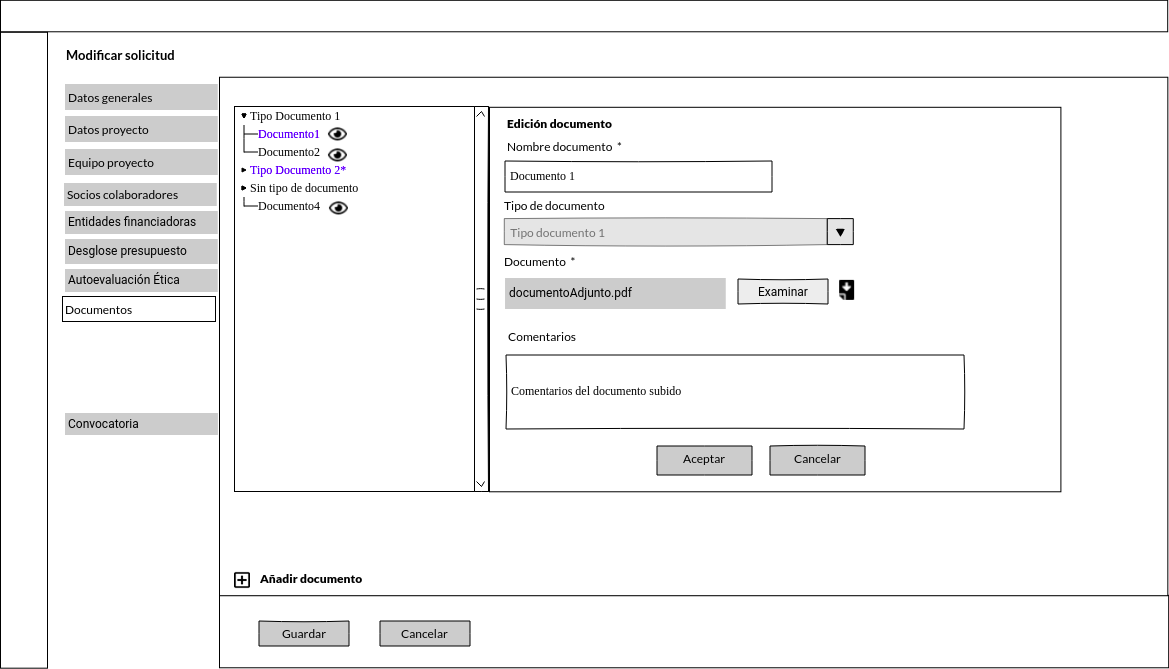 Modificar solicitud
Datos generales
Datos proyecto
Equipo proyecto
Socios colaboradores
Entidades financiadoras
Desglose presupuesto
Autoevaluación Ética
Documentos
Convocatoria
Tipo Documento 1
Documento1
Documento2
Tipo Documento 2*
Sin tipo de documento
Documento4
Edición documento
Nombre documento *
Documento 1
Tipo de documento
Tipo documento 1
Documento *
documentoAdjunto.pdf Examinar
Comentarios
Comentarios del documento subido
Aceptar Cancelar
Añadir documento
Guardar Cancelar